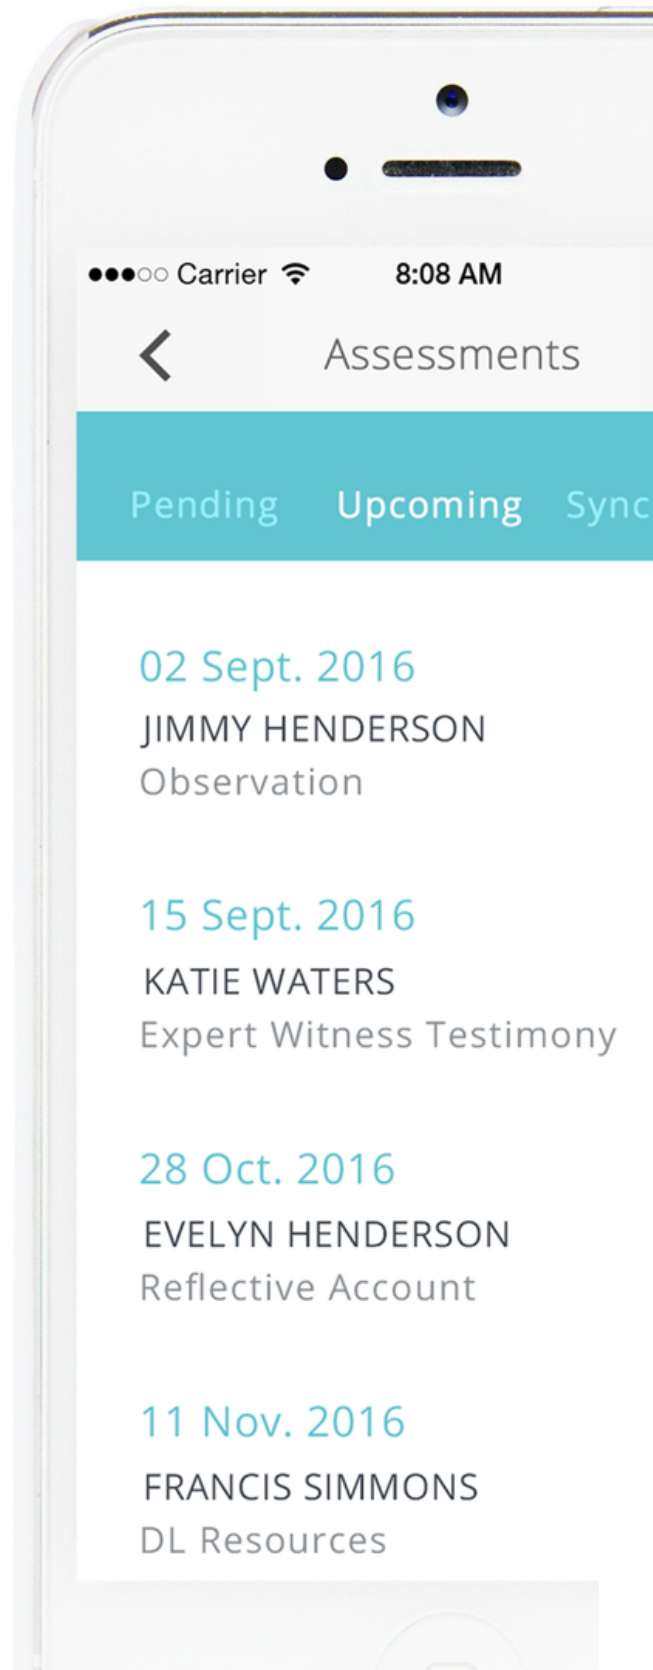 Carrier 8:08 AM
Assessments
Pending Upcoming Sync
02 Sept. 2016
JIMMY HENDERSON
Observation
15 Sept. 2016
KATIE WATERS
Expert Witness Testimony
28 Oct. 2016
EVELYN HENDERSON
Reflective Account
11 Nov. 2016
FRANCIS SIMMONS
DL Resources